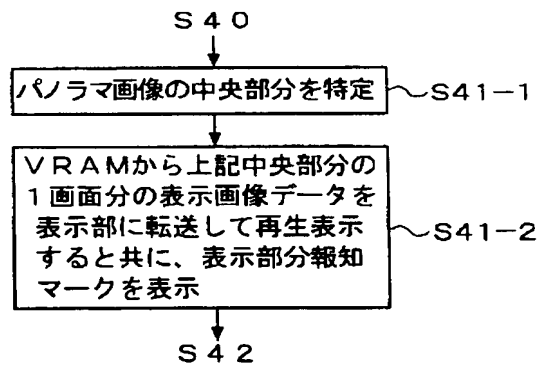 S40
パノラマ画像の中央部分を特定
S41-1
VRAMから上記中央部分の
1画面分の表示画像データを
表示部に転送して再生表示
すると共に、表示部分報知
マークを表示
S41-2
S42